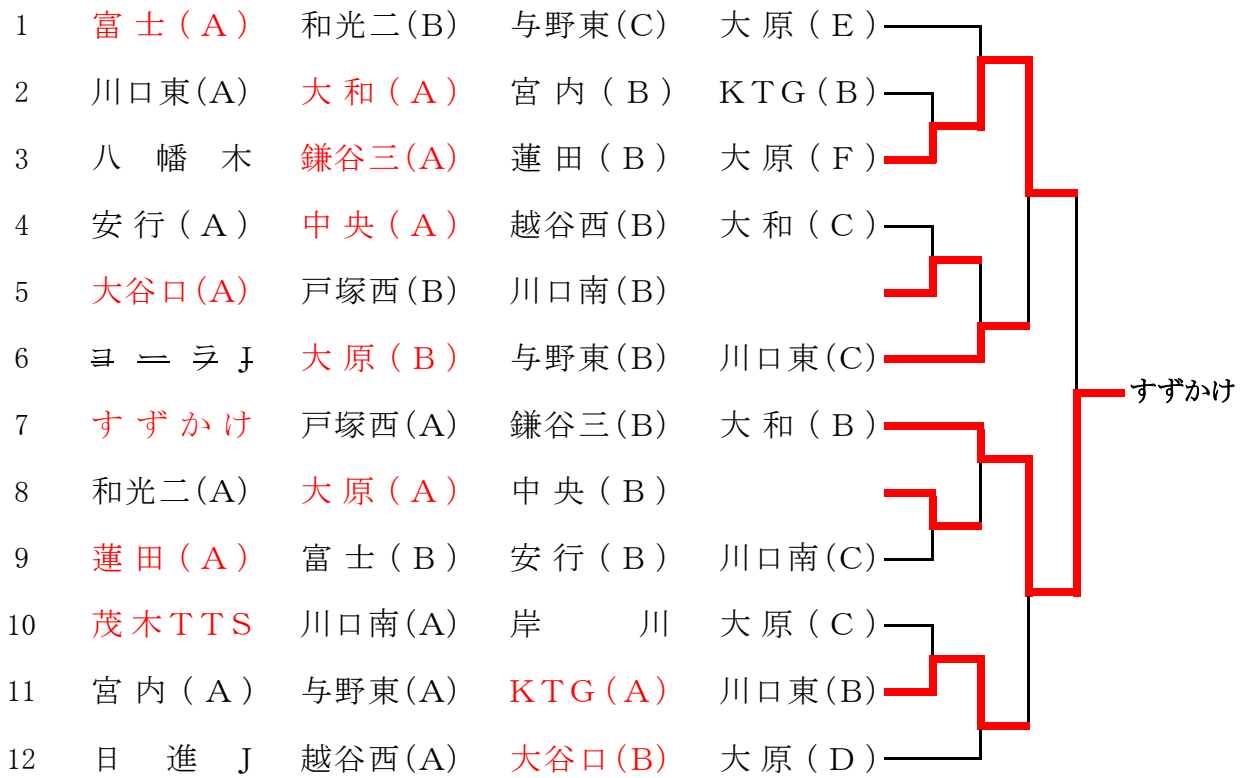 1 富士(A) 和光二(B) 与野東(C) 大原(E)
2 川口東(A) 大和(A) 宮内(B) KTG(B)
3 八幡木 鎌谷三(A) 蓮田(B) 大原(F)
4 安行(A) 中央(A) 越谷西(B) 大和(C)
5 大谷口(A) 戸塚西(B) 川口南(B)
6 ヨーラJ 大原(B) 与野東(B) 川口東(C)
すずかけ
7 すずかけ 戸塚西(A) 鎌谷三(B) 大和(B)
8 和光二(A) 大原(A) 中央(B)
9 蓮田(A) 富士(B) 安行(B) 川口南(C)
10 茂木TTS 川口南(A) 岸川 大原(C)
11 宮内(A) 与野東(A) KTG(A) 川口東(B)
12 日進J 越谷西(A) 大谷口(B) 大原(D)